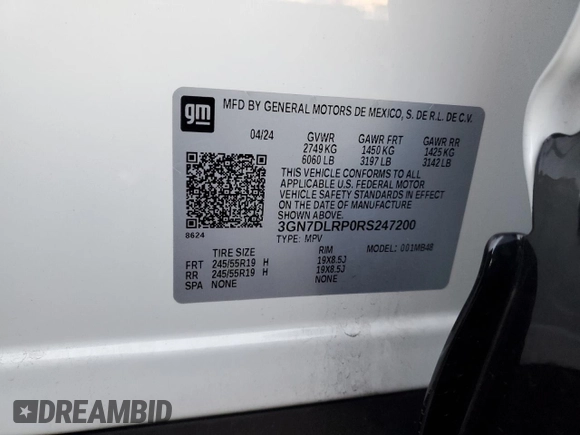 gm
MFD BY GENERAL MOTORS DE MEXICO, S. DE R.L. DE C.V.
04/24 GVWR GAWR FRT GAWR RR
2749 KG 1450 KG 1425 KG
6060 LB 3197 LB 3142 LB
THIS VEHICLE CONFORMS TO ALL
APPLICABLE U.S. FEDERAL MOTOR
VEHICLE SAFETY STANDARDS IN EFFECT
ON THE DATE OF MANUFACTURE
SHOWN ABOVE.
3GN7DLRP0RS247200
8624
TYPE: MPV MODEL: 001MB48
TIRE SIZE RIM
FRT 245/55R19 H 19X8.5J
RR 245/55R19 H 19X8.5J
SPA NONE NONE
DREAMBID